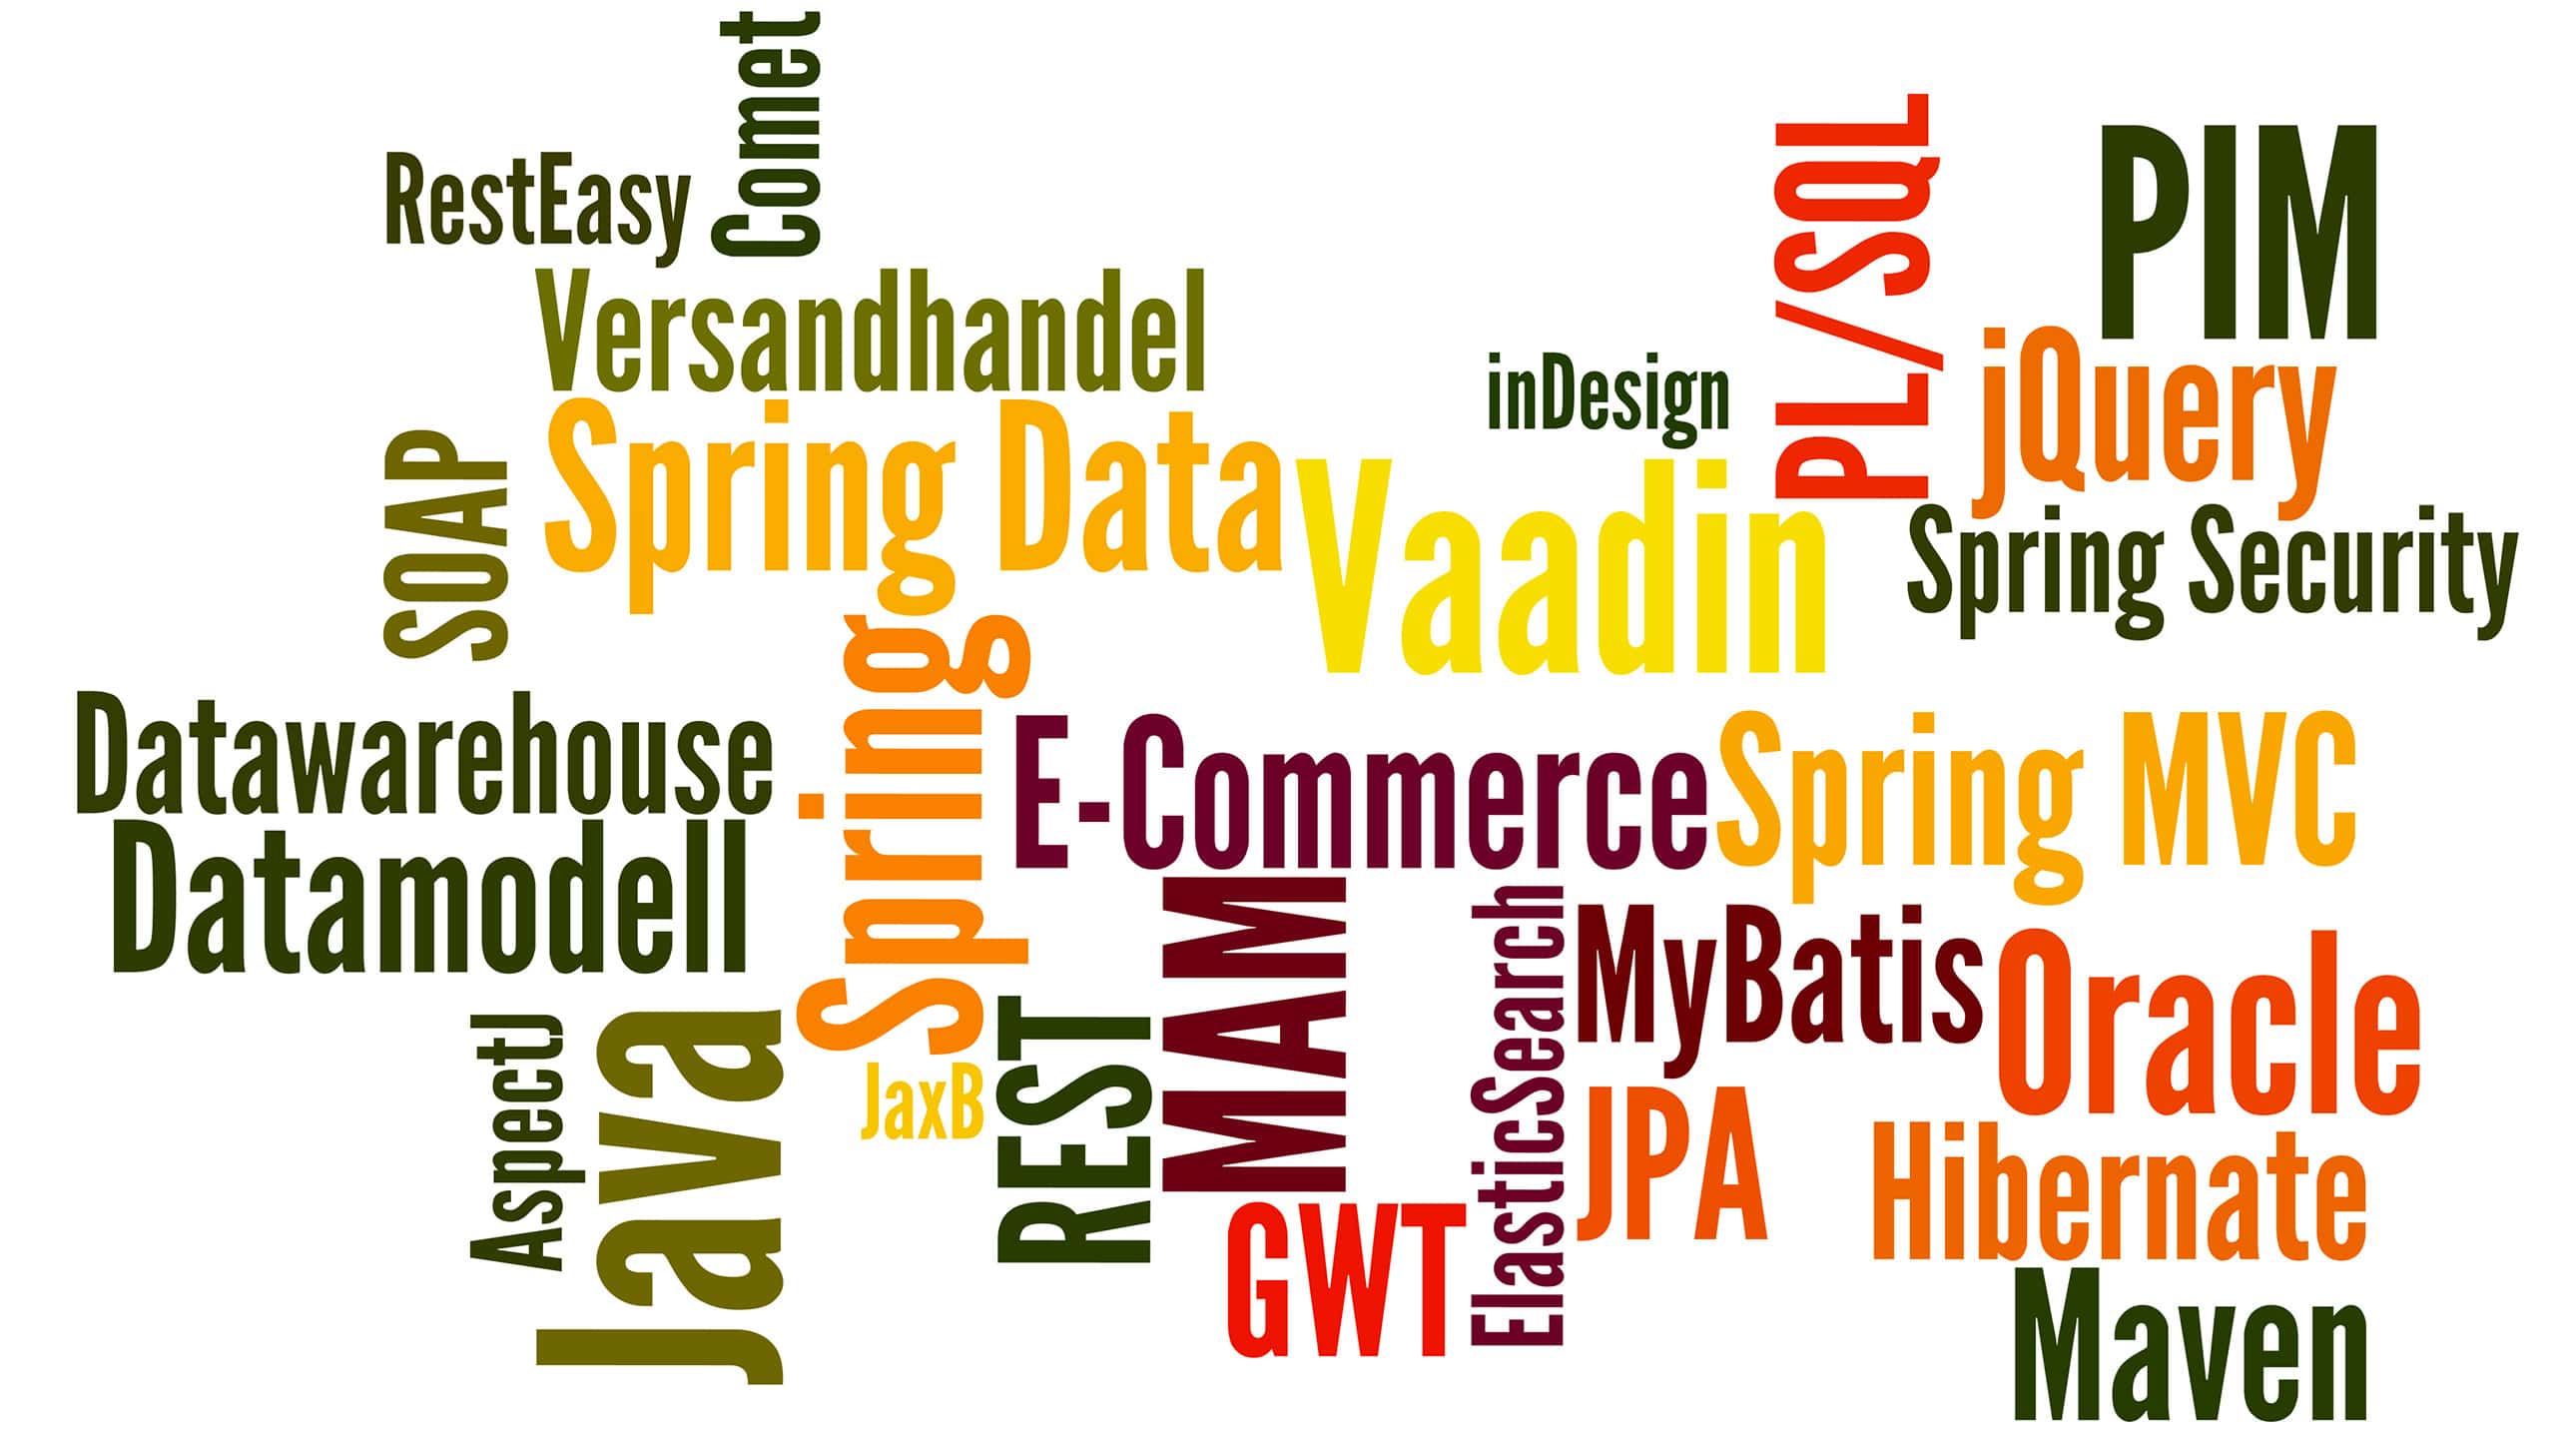 Comet
RestEasy
Versandhandel
PL/SQL
PIM
inDesign
jQuery
SOAP
Spring Data
Vaadin
Spring Security
Datawarehouse
Spring
E-Commerce
Spring MVC
Datamodell
MAM
ElasticSearch
MyBatis
Oracle
AspectJ
Java
JaxB
REST
JPA
Hibernate
GWT
Maven